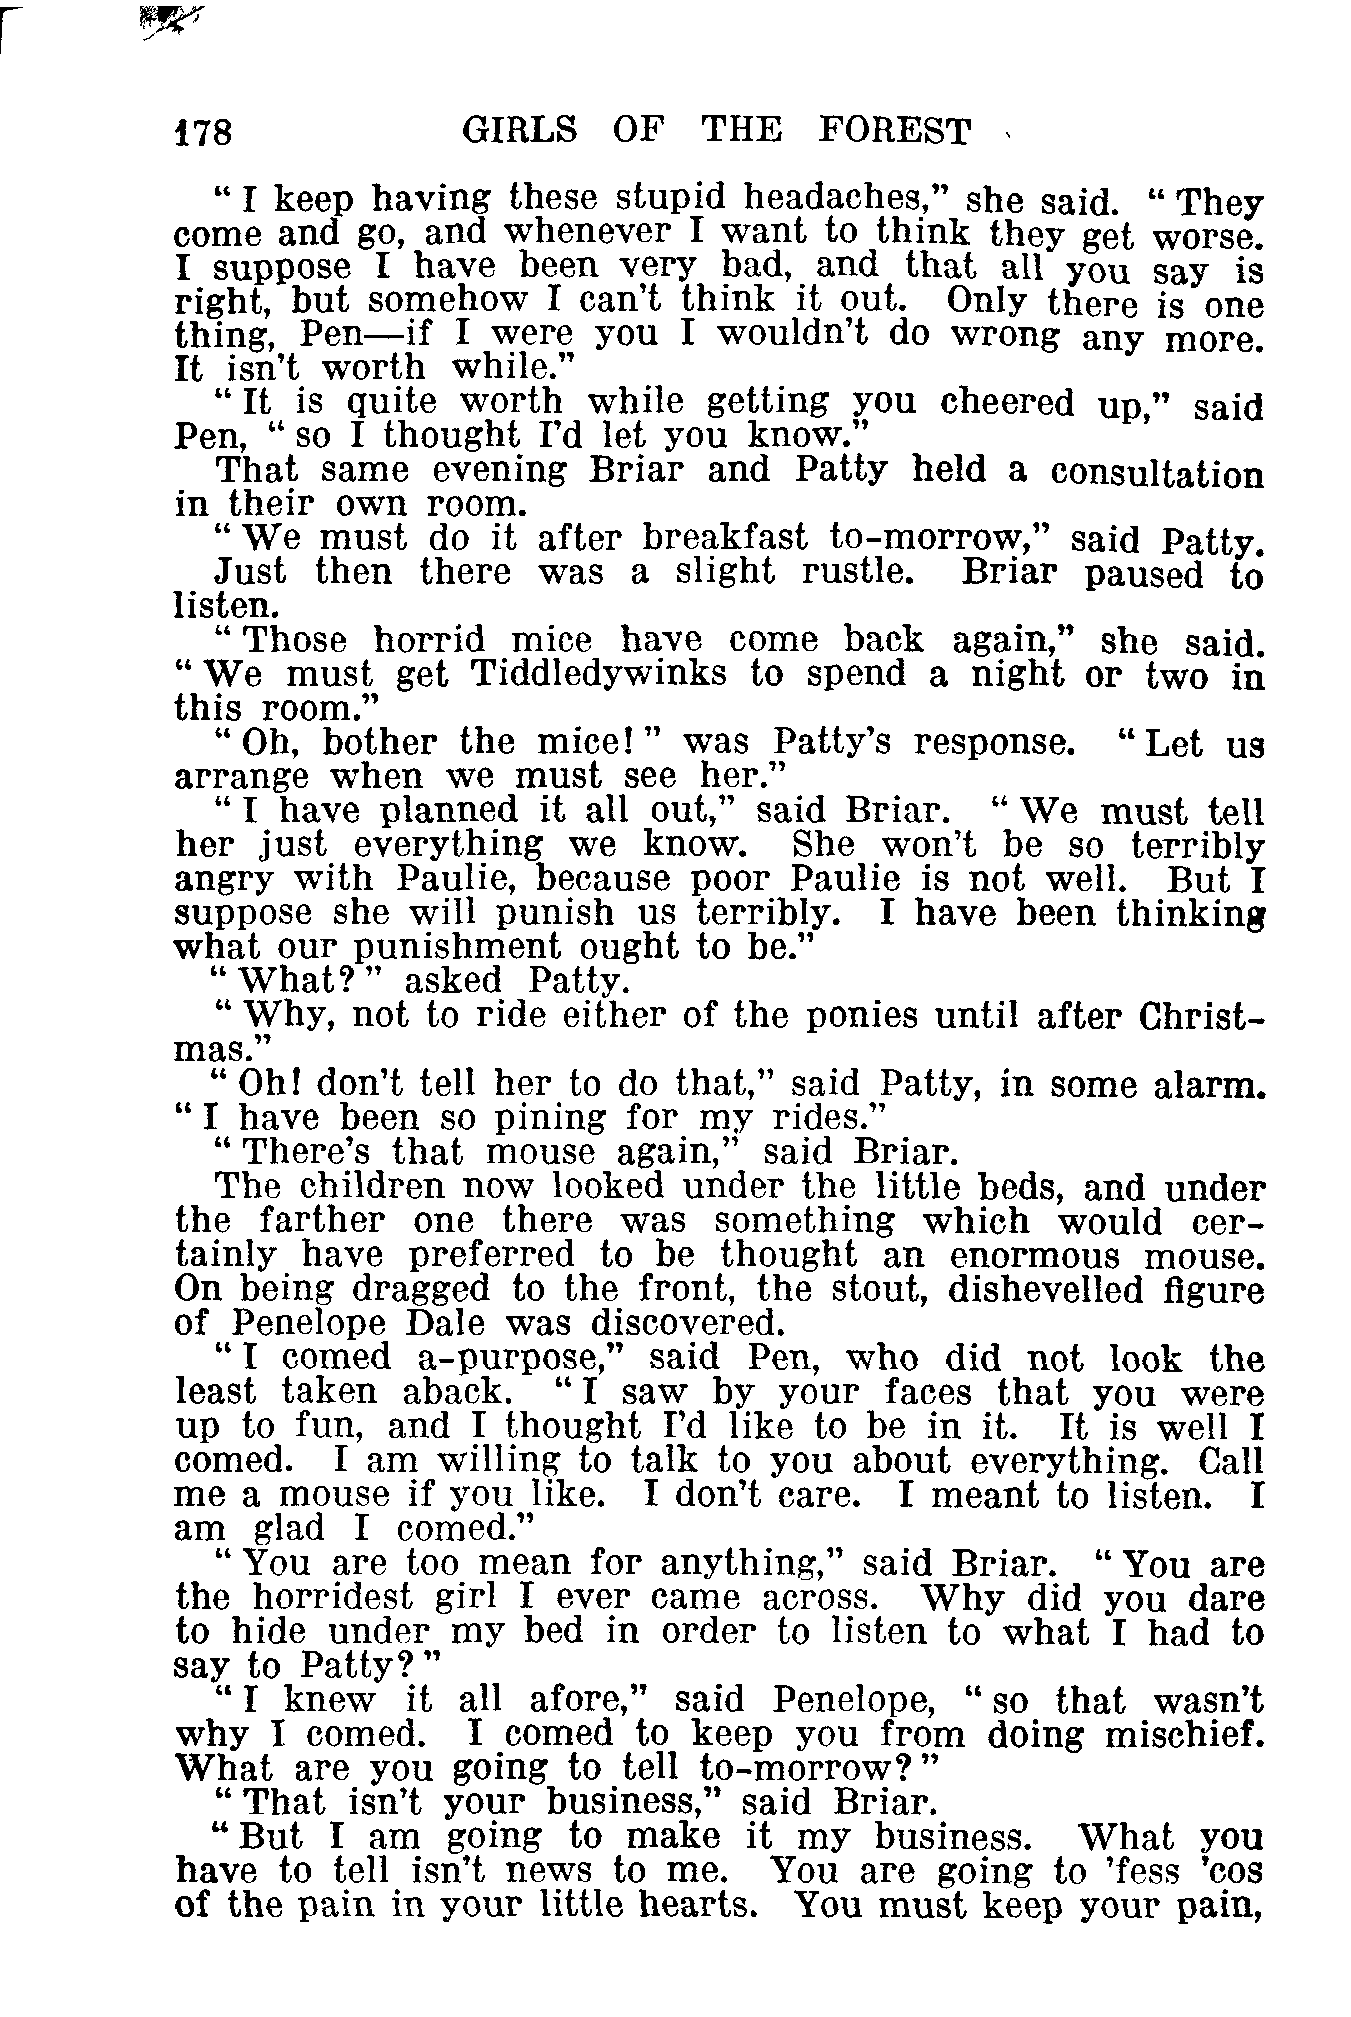 178 GIRLS OF THE FOREST
“ I keep having these stupid headaches,” she said. “ They
come and go, and whenever I want to think they get worse.
I suppose I have been very bad, and that all you say is
right, but somehow I can't think it out. Only there is one
thing, Pen—if I were you I wouldn't do wrong any more.
It isn't worth while.”
“ It is quite worth while getting you cheered up,” said
Pen, “ so I thought I'd let you know.”
That same evening Briar and Patty held a consultation
in their own room.
“ We must do it after breakfast to-morrow,” said Patty.
Just then there was a slight rustle. Briar paused to
listen.
“ Those horrid mice have come back again,” she said.
“ We must get Tiddledywinks to spend a night or two in
this room.”
“ Oh, bother the mice! ” was Patty's response. “ Let us
arrange when we must see her.”
“ I have planned it all out,” said Briar. “ We must tell
her just everything we know. She won't be so terribly
angry with Paulie, because poor Paulie is not well. But I
suppose she will punish us terribly. I have been thinking
what our punishment ought to be.”
“ What? ” asked Patty.
“ Why, not to ride either of the ponies until after Christ-
mas.”
“ Oh! don't tell her to do that,” said Patty, in some alarm.
“ I have been so pining for my rides.”
“ There's that mouse again,” said Briar.
The children now looked under the little beds, and under
the farther one there was something which would cer-
tainly have preferred to be thought an enormous mouse.
On being dragged to the front, the stout, dishevelled figure
of Penelope Dale was discovered.
“ I comed a-purpose,” said Pen, who did not look the
least taken aback. “ I saw by your faces that you were
up to fun, and I thought I'd like to be in it. It is well I
comed. I am willing to talk to you about everything. Call
me a mouse if you like. I don't care. I meant to listen. I
am glad I comed.”
“ You are too mean for anything,” said Briar. “ You are
the horridest girl I ever came across. Why did you dare
to hide under my bed in order to listen to what I had to
say to Patty? ”
“ I knew it all afore,” said Penelope, “ so that wasn't
why I comed. I comed to keep you from doing mischief.
What are you going to tell to-morrow? ”
“ That isn't your business,” said Briar.
“ But I am going to make it my business. What you
have to tell isn't news to me. You are going to 'fess 'cos
of the pain in your little hearts. You must keep your pain,